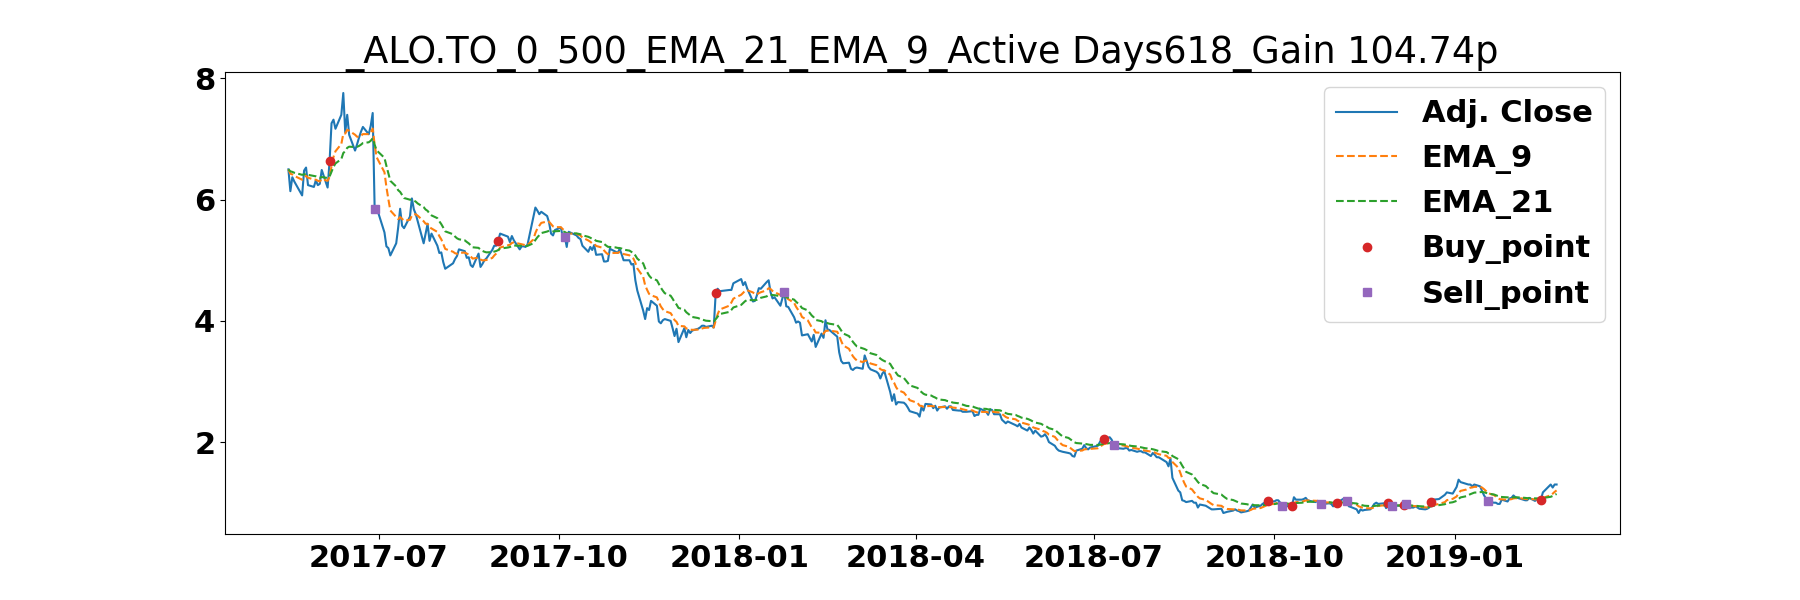 _ALO.TO_0_500_EMA_21_EMA_9_Active Days618_Gain 104.74p
8
6
4
2
Adj. Close
EMA_9
EMA_21
Buy_point
Sell_point
2017-07 2017-10 2018-01 2018-04 2018-07 2018-10 2019-01